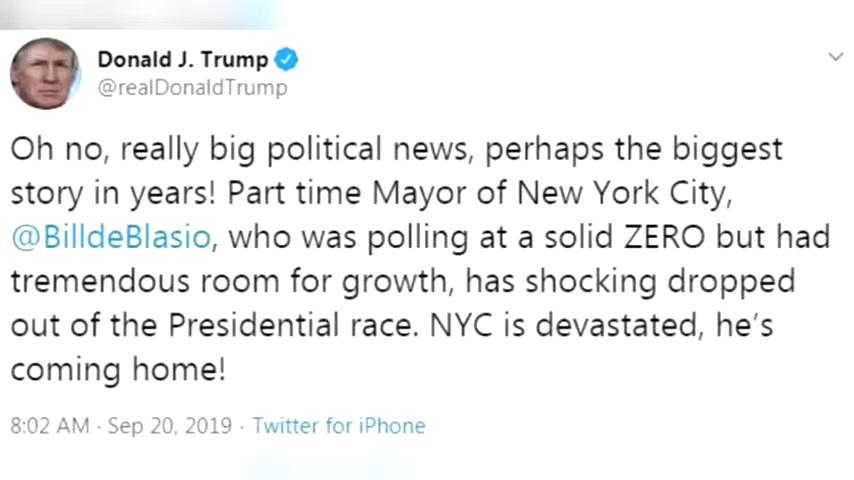 Donald J. Trump
@realDonaldTrump
Oh no, really big political news, perhaps the biggest
story in years! Part time Mayor of New York City,
@BilldeBlasio, who was polling at a solid ZERO but had
tremendous room for growth, has shocking dropped
out of the Presidential race. NYC is devastated, he's
coming home!
8:02 AM · Sep 20, 2019 · Twitter for iPhone